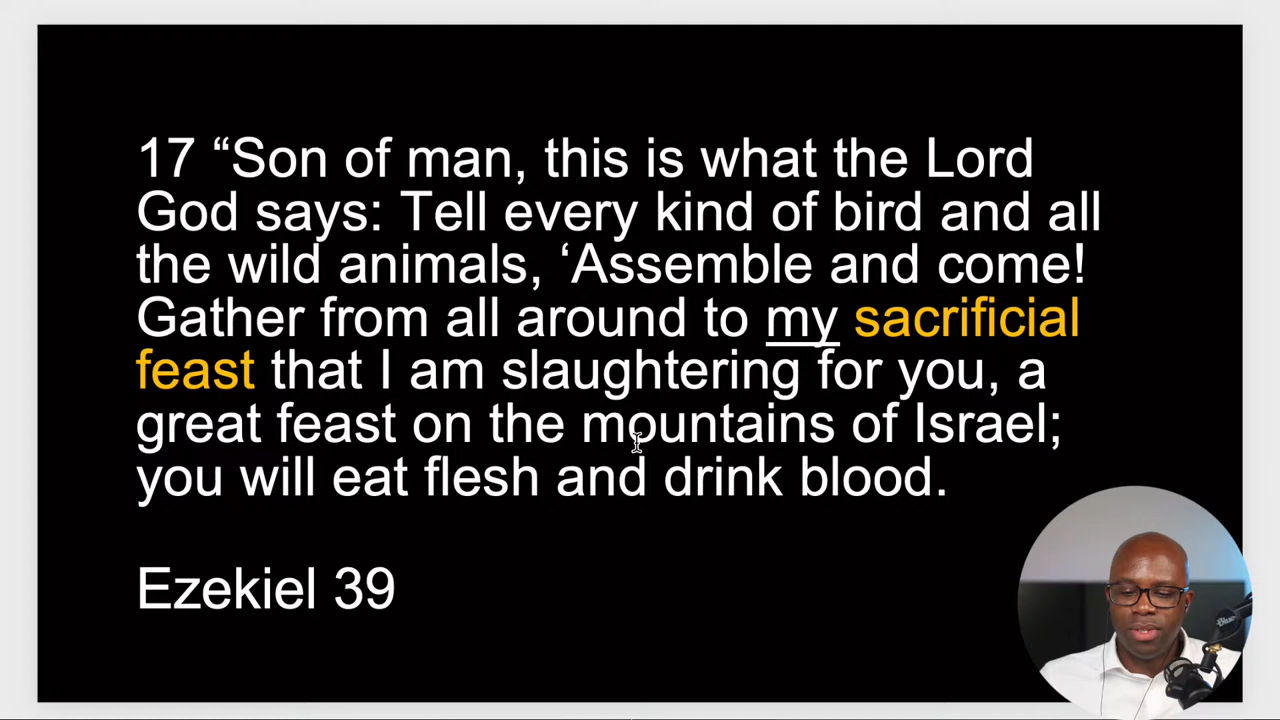 17 “Son of man, this is what the Lord
God says: Tell every kind of bird and all
the wild animals, ‘Assemble and come!
Gather from all around to my sacrificial
feast that I am slaughtering for you, a
great feast on the mountains of Israel;
you will eat flesh and drink blood.
Ezekiel 39
Blue